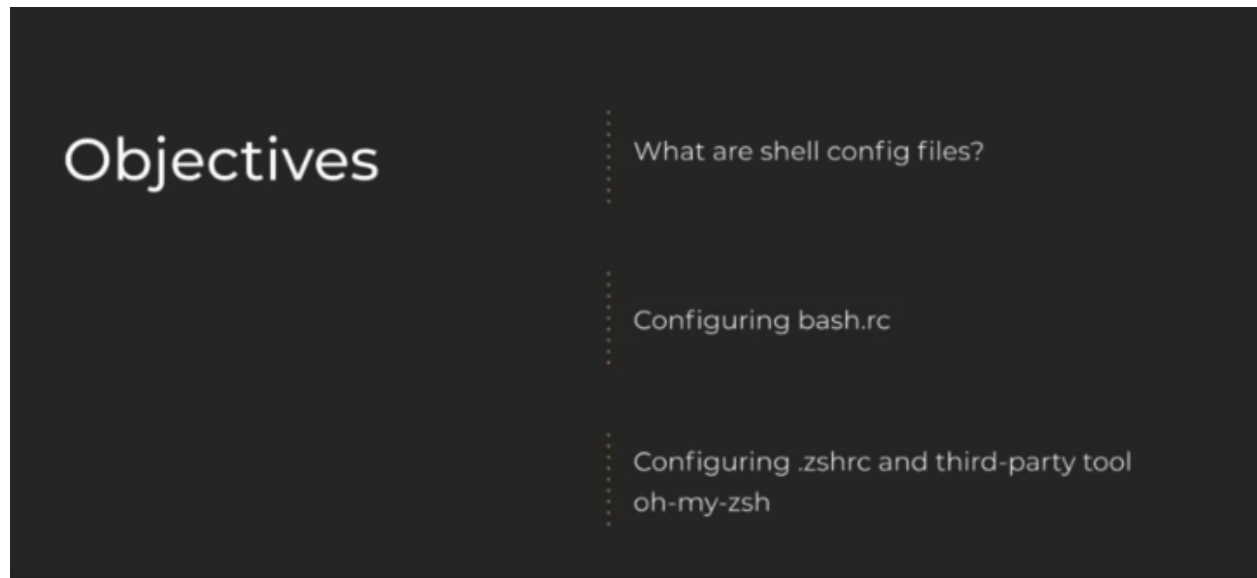 Objectives
What are shell config files?
Configuring bash.rc
Configuring .zshrc and third-party tool
oh-my-zsh